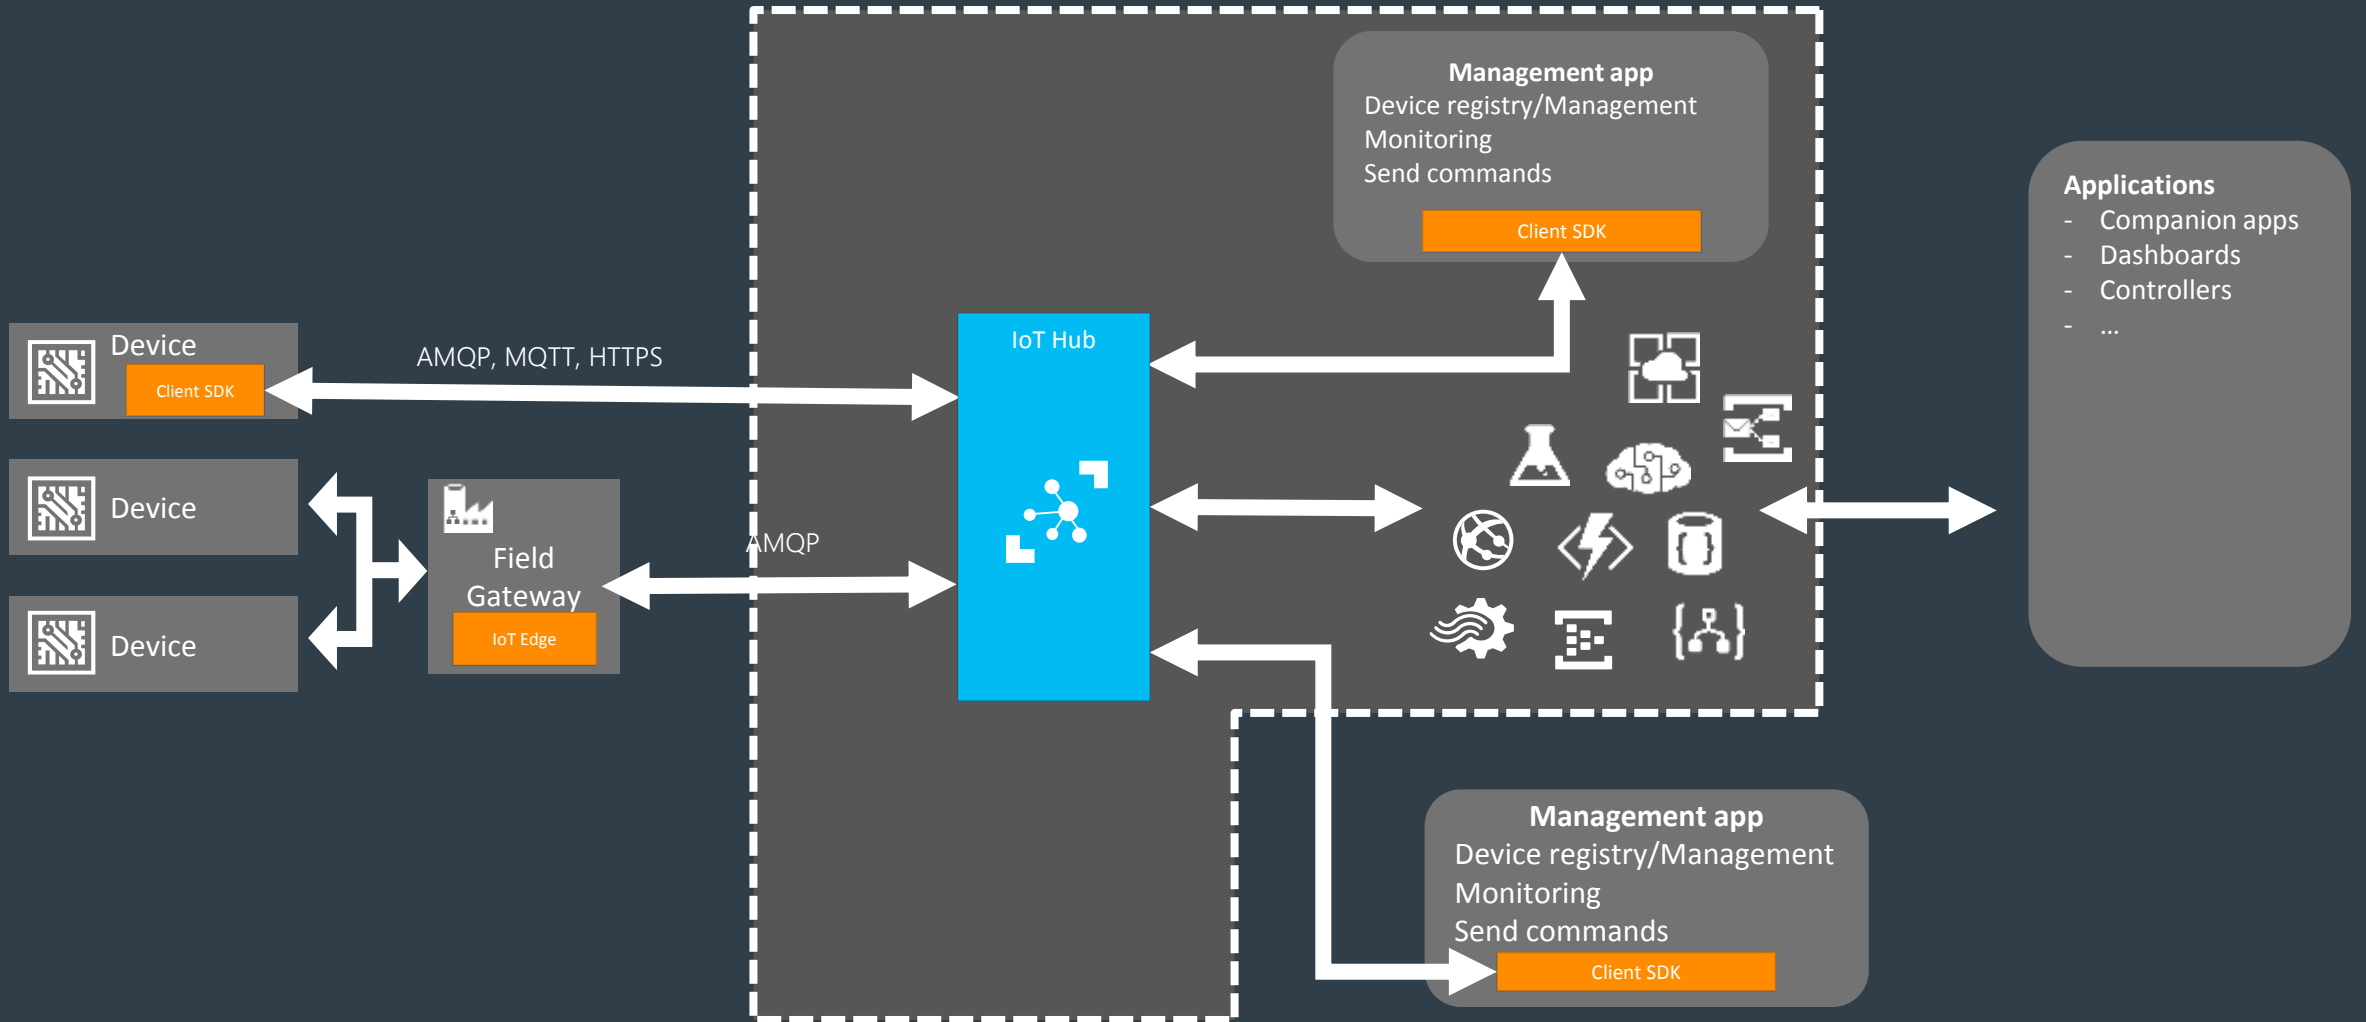 Management app
Device registry/Management
Monitoring
Send commands
Client SDK
Applications
- Companion apps
- Dashboards
- Controllers
- ...
Device
Client SDK
AMQP, MQTT, HTTPS
IoT Hub
Device
Field
Gateway
IoT Edge
AMQP
Device
Management app
Device registry/Management
Monitoring
Send commands
Client SDK